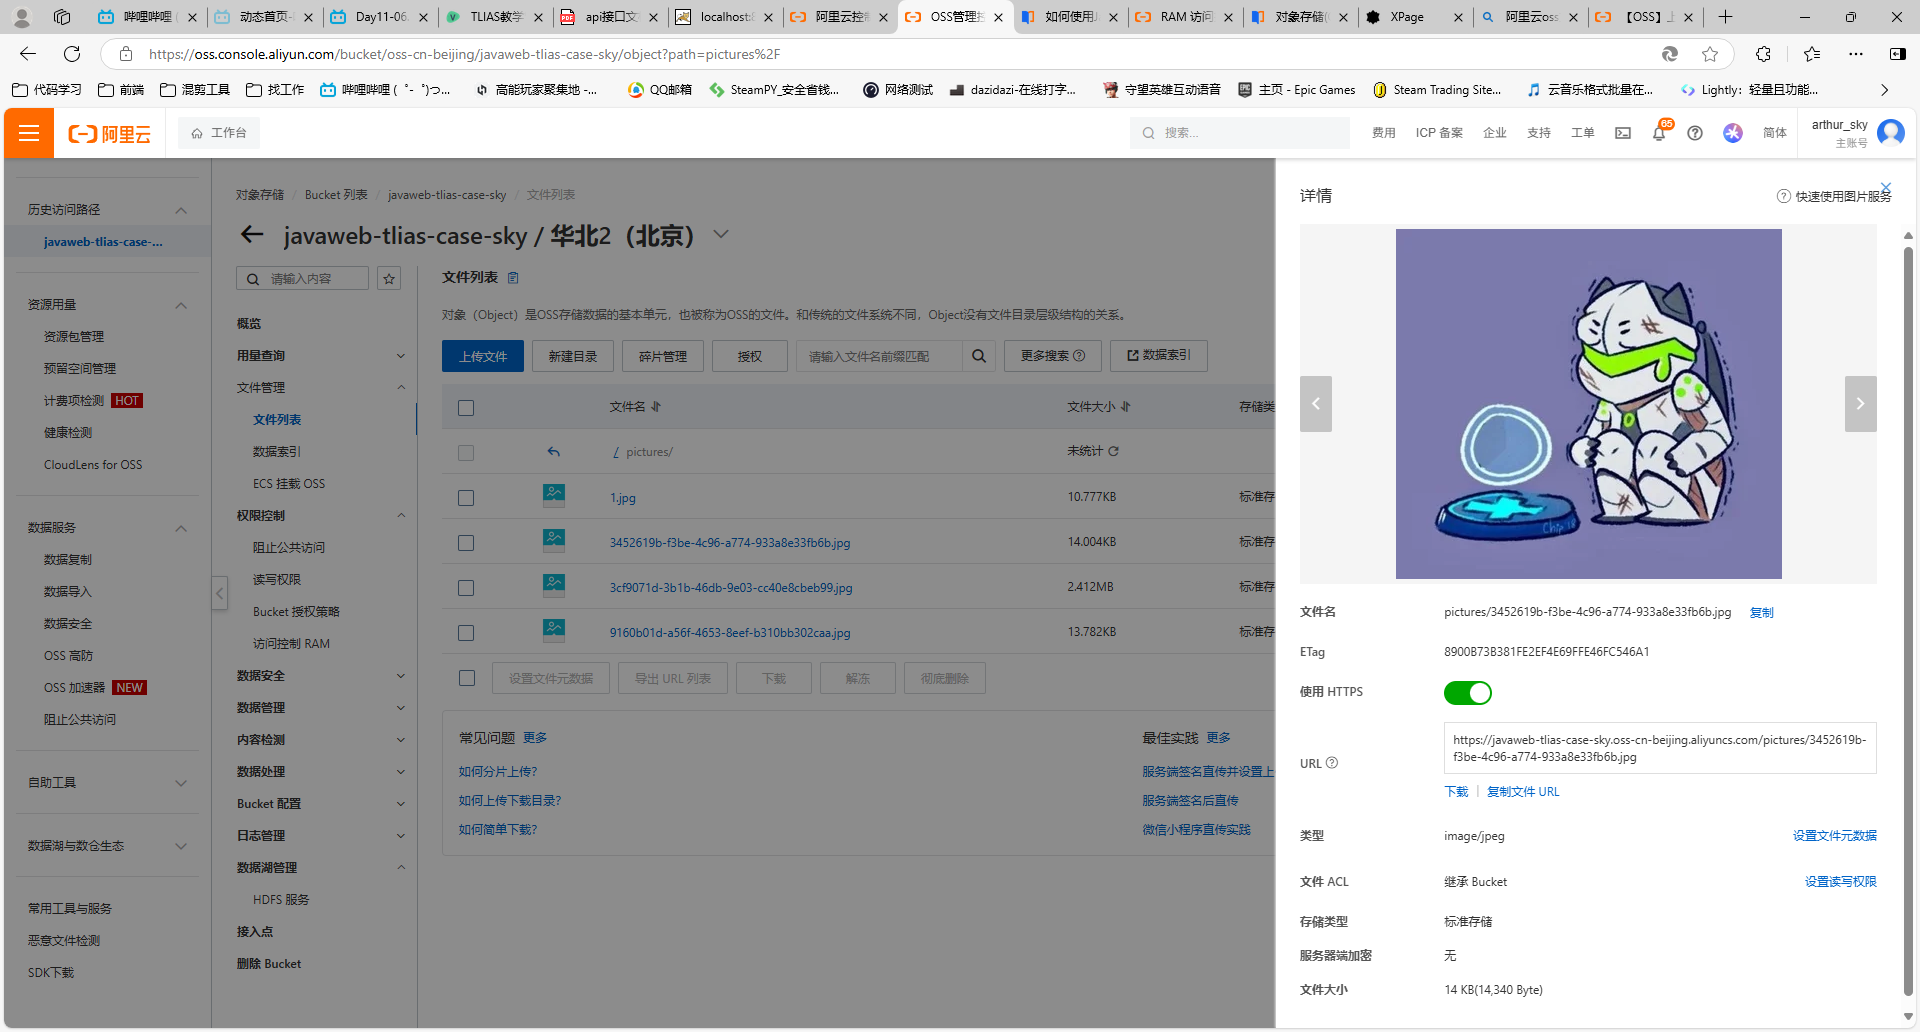 哔哩哔哩 (
动态首页-
Day11-06.
TLIAS教学
api接口文
localhost:8
阿里云控制
OSS管理控
如何使用J
RAM 访问
对象存储(
XPage
阿里云oss
【OSS】上
https://oss.console.aliyun.com/bucket/oss-cn-beijing/javaweb-tlias-case-sky/object?path=pictures%2F
代码学习
前端
混剪工具
找工作
哔哩哔哩 ( ゜- ゜)つ...
高能玩家聚集地 -...
QQ邮箱
SteamPY_安全省钱...
网络测试
dazidazi-在线打字...
守望英雄互动语音
主页 - Epic Games
Steam Trading Site...
云音乐格式批量在...
Lightly：轻量且功能...
阿里云
工作台
搜索...
费用
ICP 备案
企业
支持
工单
65
简体
arthur_sky
主账号
历史访问路径
javaweb-tlias-case-...
资源用量
资源包管理
预留空间管理
计费项检测 HOT
健康检测
CloudLens for OSS
数据服务
数据复制
数据导入
数据安全
OSS 高防
OSS 加速器 NEW
阻止公共访问
自助工具
数据湖与数仓生态
常用工具与服务
恶意文件检测
SDK下载
对象存储 / Bucket 列表 / javaweb-tlias-case-sky / 文件列表
javaweb-tlias-case-sky / 华北2（北京）
请输入内容
概览
用量查询
文件管理
文件列表
数据索引
ECS 挂载 OSS
权限控制
阻止公共访问
读写权限
Bucket 授权策略
访问控制 RAM
数据安全
数据管理
内容检测
数据处理
Bucket 配置
日志管理
数据湖管理
HDFS 服务
接入点
删除 Bucket
文件列表
对象（Object）是OSS存储数据的基本单元，也被称为OSS的文件。和传统的文件系统不同，Object没有文件目录层级结构的关系。
上传文件
新建目录
碎片管理
授权
请输入文件名前缀匹配
更多搜索
数据索引
文件名
文件大小
存储类
/ pictures/
未统计
1.jpg
10.777KB
标准存
3452619b-f3be-4c96-a774-933a8e33fb6b.jpg
14.004KB
标准存
3cf9071d-3b1b-46db-9e03-cc40e8cbeb99.jpg
2.412MB
标准存
9160b01d-a56f-4653-8eef-b310bb302caa.jpg
13.782KB
标准存
设置文件元数据
导出 URL 列表
下载
解冻
彻底删除
常见问题 更多
如何分片上传?
如何上传下载目录?
如何简单下载?
最佳实践 更多
服务端签名直传并设置上
服务端签名后直传
微信小程序直传实践
详情
快速使用图片服务
文件名
pictures/3452619b-f3be-4c96-a774-933a8e33fb6b.jpg
复制
ETag
8900B73B381FE2EF4E69FFE46FC546A1
使用 HTTPS
URL
https://javaweb-tlias-case-sky.oss-cn-beijing.aliyuncs.com/pictures/3452619b-
f3be-4c96-a774-933a8e33fb6b.jpg
下载 | 复制文件 URL
类型
image/jpeg
设置文件元数据
文件 ACL
继承 Bucket
设置读写权限
存储类型
标准存储
服务器端加密
无
文件大小
14 KB(14,340 Byte)